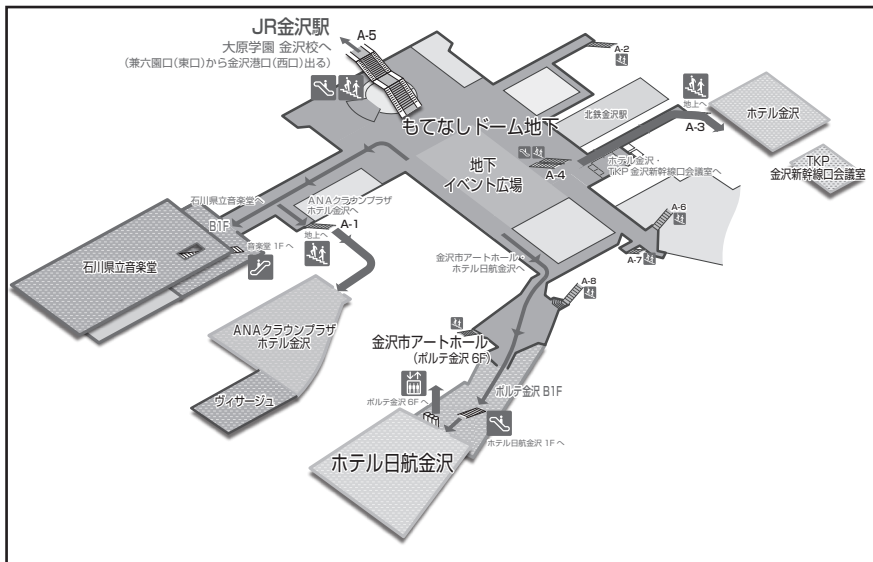 JR金沢駅
大原学園 金沢校へ
(兼六園口(東口)から金沢港口(西口)出る)
A-5
A-2
もてなしドーム地下
北鉄金沢駅
地上へ
A-3
ホテル金沢
TKP
金沢新幹線口会議室
地下
イベント広場
A-4
ホテル金沢・
TKP 金沢新幹線口会議室へ
石川県立音楽堂へ
ANAクラウンプラザ
ホテル金沢へ
B1F
A-1
地上へ
音楽堂 1F へ
石川県立音楽堂
A-6
A-7
金沢市アートホール・
ホテル日航金沢へ
A-8
ANAクラウンプラザ
ホテル金沢
金沢市アートホール
(ポルテ金沢 6F)
ヴィサージュ
ポルテ金沢 6F へ
ポルテ金沢 B1F
ホテル日航金沢 1F へ
ホテル日航金沢